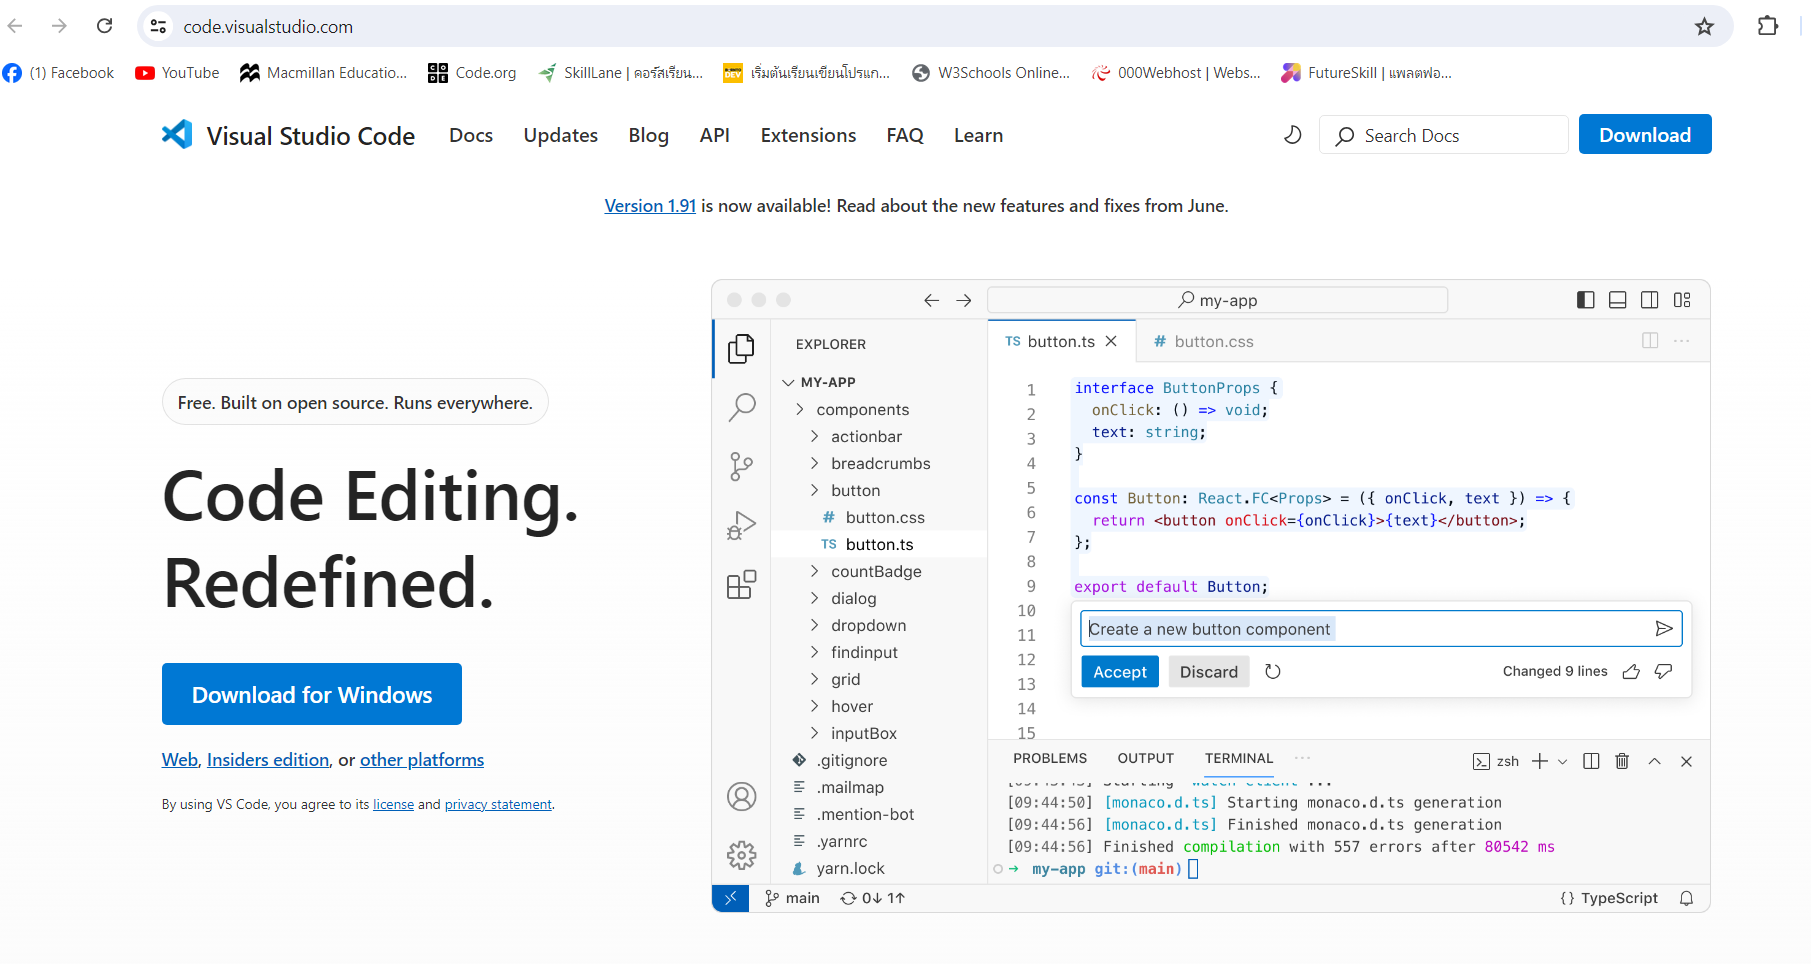 code.visualstudio.com
(1) Facebook YouTube Macmillan Educatio... Code.org SkillLane | คอร์สเรียน... เริ่มต้นเรียนเขียนโปรแก... W3Schools Online... 000Webhost | Webs... FutureSkill | แพลตฟอ...
Visual Studio Code Docs Updates Blog API Extensions FAQ Learn Search Docs Download
Version 1.91 is now available! Read about the new features and fixes from June.
Free. Built on open source. Runs everywhere.
Code Editing.
Redefined.
Download for Windows
Web, Insiders edition, or other platforms
By using VS Code, you agree to its license and privacy statement.
my-app
EXPLORER
MY-APP
components
actionbar
breadcrumbs
button
# button.css
TS button.ts
countBadge
dialog
dropdown
findinput
grid
hover
inputBox
.gitignore
.mailmap
.mention-bot
.yarnrc
yarn.lock
TS button.ts # button.css
1
2
3
4
5
6
7
8
9
10
11
12
13
14
15
interface ButtonProps {
onClick: () => void;
text: string;
}
const Button: React.FC<Props> = ({ onClick, text }) => {
return <button onClick={onClick}>{text}</button>;
};
export default Button;
Create a new button component
Accept Discard Changed 9 lines
PROBLEMS OUTPUT TERMINAL ... zsh
[09:44:50] [monaco.d.ts] Starting monaco.d.ts generation
[09:44:56] [monaco.d.ts] Finished monaco.d.ts generation
[09:44:56] Finished compilation with 557 errors after 80542 ms
my-app git:(main)
main 0↓ 1↑ {} TypeScript